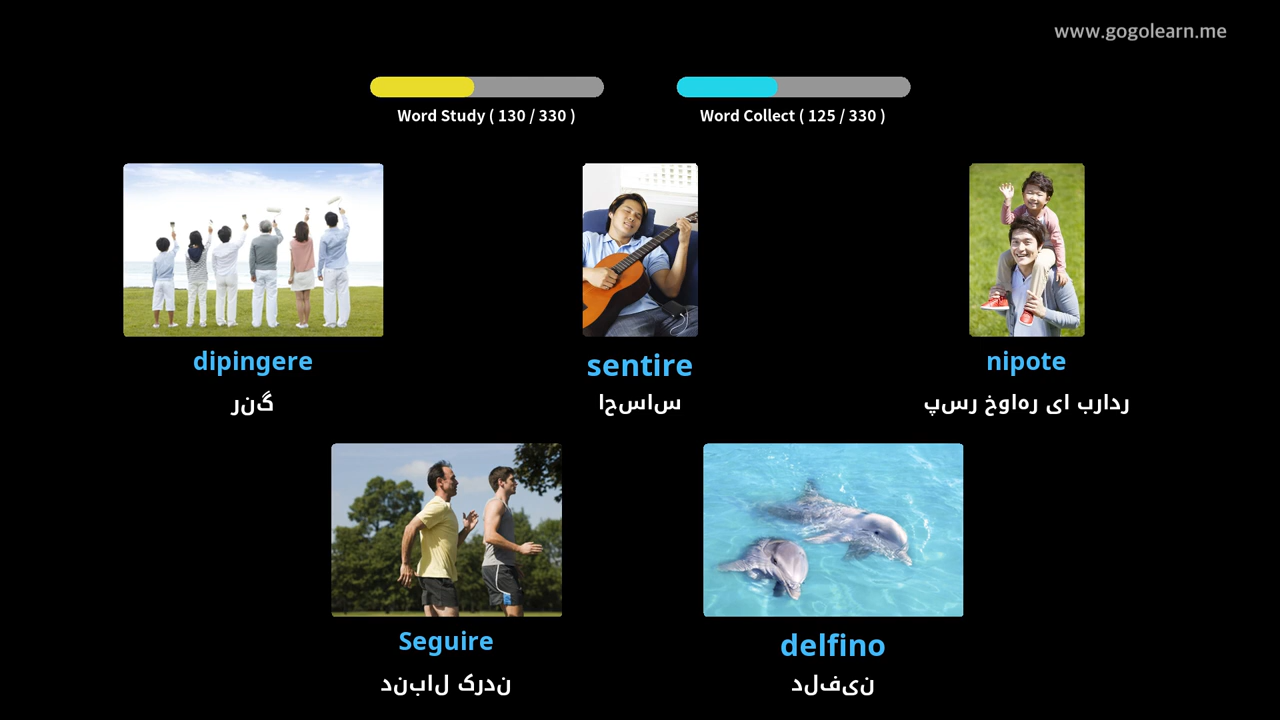 www.gogolearn.me
Word Study ( 130 / 330 )
Word Collect ( 125 / 330 )
dipingere
گنر
sentire
ساسحا
nipote
ردارب ای رهاوخ رسپ
Seguire
ندرک لابند
delfino
نیفلد